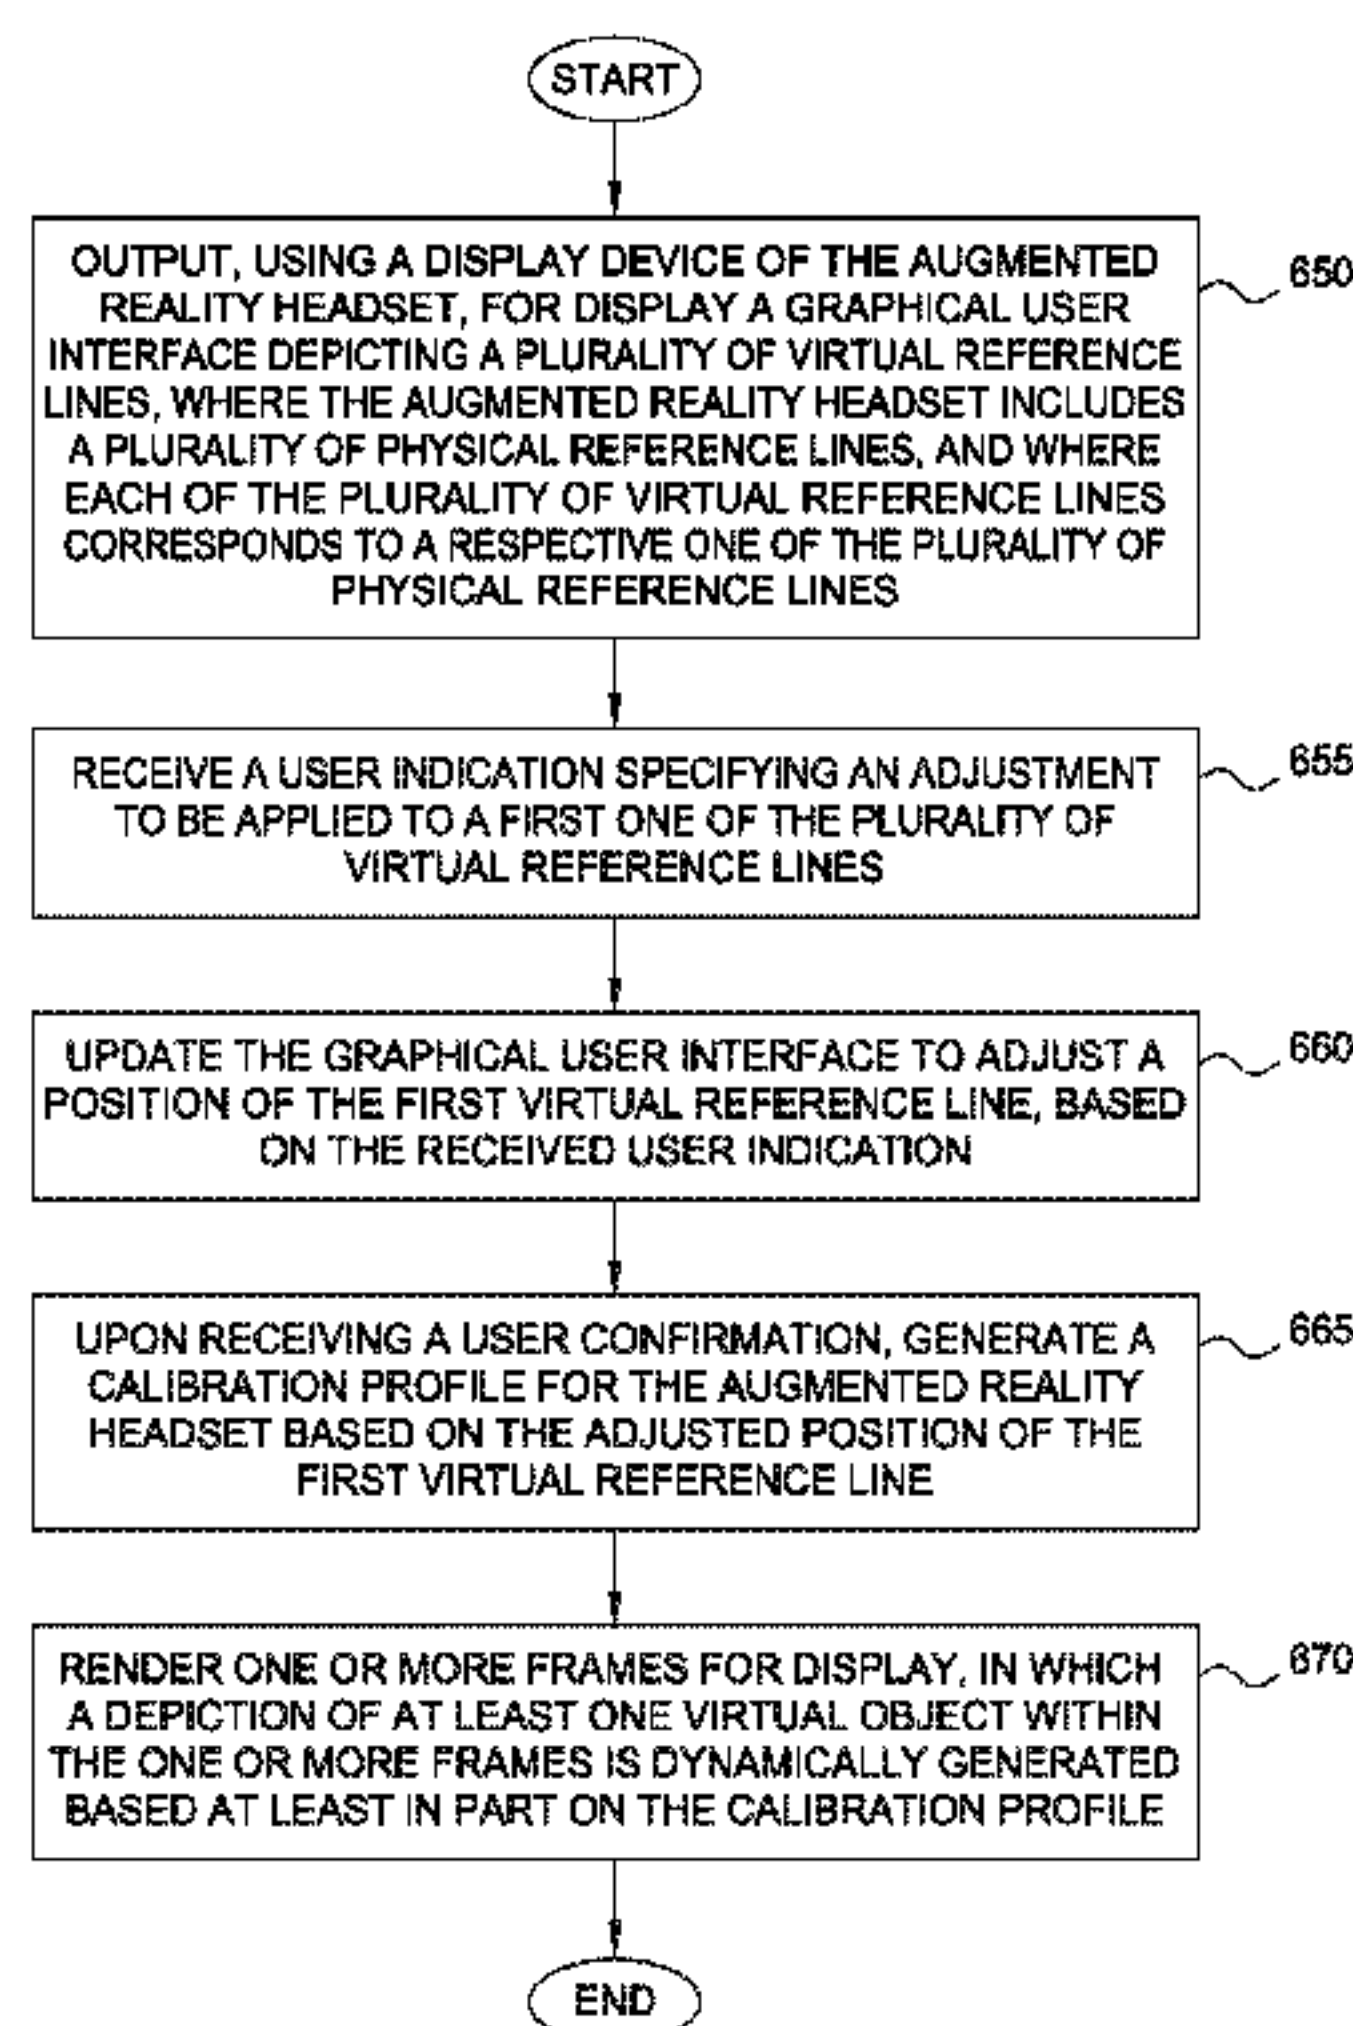 START
OUTPUT, USING A DISPLAY DEVICE OF THE AUGMENTED
REALITY HEADSET, FOR DISPLAY A GRAPHICAL USER
INTERFACE DEPICTING A PLURALITY OF VIRTUAL REFERENCE
LINES, WHERE THE AUGMENTED REALITY HEADSET INCLUDES
A PLURALITY OF PHYSICAL REFERENCE LINES, AND WHERE
EACH OF THE PLURALITY OF VIRTUAL REFERENCE LINES
CORRESPONDS TO A RESPECTIVE ONE OF THE PLURALITY OF
PHYSICAL REFERENCE LINES
650
RECEIVE A USER INDICATION SPECIFYING AN ADJUSTMENT
TO BE APPLIED TO A FIRST ONE OF THE PLURALITY OF
VIRTUAL REFERENCE LINES
655
UPDATE THE GRAPHICAL USER INTERFACE TO ADJUST A
POSITION OF THE FIRST VIRTUAL REFERENCE LINE, BASED
ON THE RECEIVED USER INDICATION
660
UPON RECEIVING A USER CONFIRMATION, GENERATE A
CALIBRATION PROFILE FOR THE AUGMENTED REALITY
HEADSET BASED ON THE ADJUSTED POSITION OF THE
FIRST VIRTUAL REFERENCE LINE
665
RENDER ONE OR MORE FRAMES FOR DISPLAY, IN WHICH
A DEPICTION OF AT LEAST ONE VIRTUAL OBJECT WITHIN
THE ONE OR MORE FRAMES IS DYNAMICALLY GENERATED
BASED AT LEAST IN PART ON THE CALIBRATION PROFILE
670
END